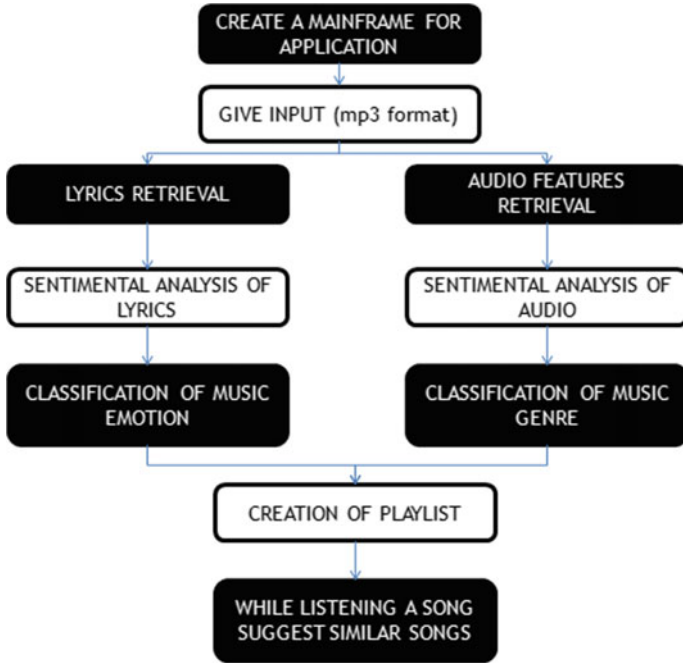 CREATE A MAINFRAME FOR
APPLICATION
GIVE INPUT (mp3 format)
LYRICS RETRIEVAL
AUDIO FEATURES
RETRIEVAL
SENTIMENTAL ANALYSIS OF
LYRICS
SENTIMENTAL ANALYSIS OF
AUDIO
CLASSIFICATION OF MUSIC
EMOTION
CLASSIFICATION OF MUSIC
GENRE
CREATION OF PLAYLIST
WHILE LISTENING A SONG
SUGGEST SIMILAR SONGS